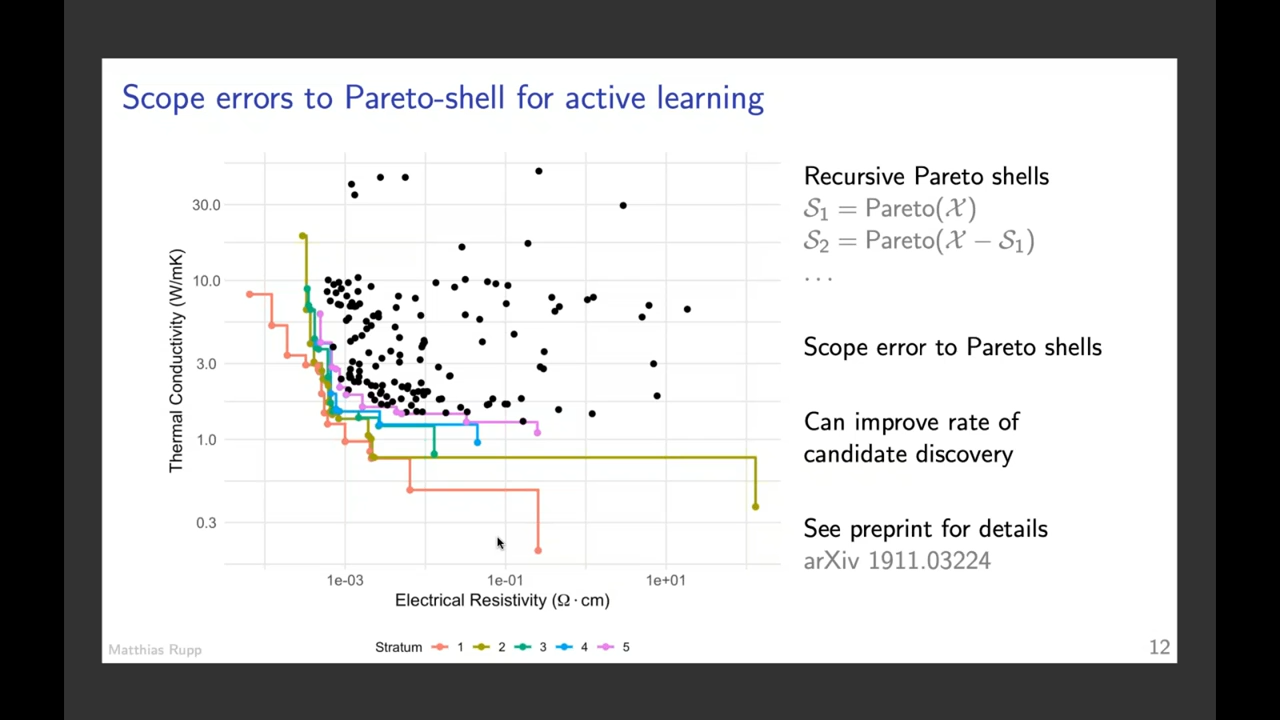 Scope errors to Pareto-shell for active learning
Thermal Conductivity (W/mK)
30.0
10.0
3.0
1.0
0.3
1e-03
1e-01
1e+01
Electrical Resistivity (Ω · cm)
Stratum 1 2 3 4 5
Recursive Pareto shells
𝒮₁ = Pareto(𝒳)
𝒮₂ = Pareto(𝒳 − 𝒮₁)
...
Scope error to Pareto shells
Can improve rate of
candidate discovery
See preprint for details
arXiv 1911.03224
Matthias Rupp
12